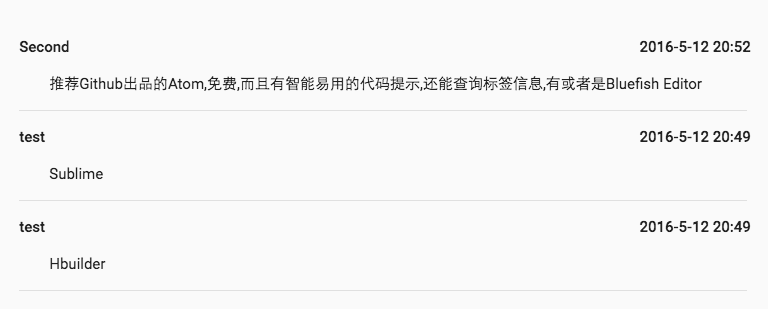 Second 2016-5-12 20:52
推荐Github出品的Atom,免费,而且有智能易用的代码提示,还能查询标签信息,有或者是Bluefish Editor
test 2016-5-12 20:49
Sublime
test 2016-5-12 20:49
Hbuilder